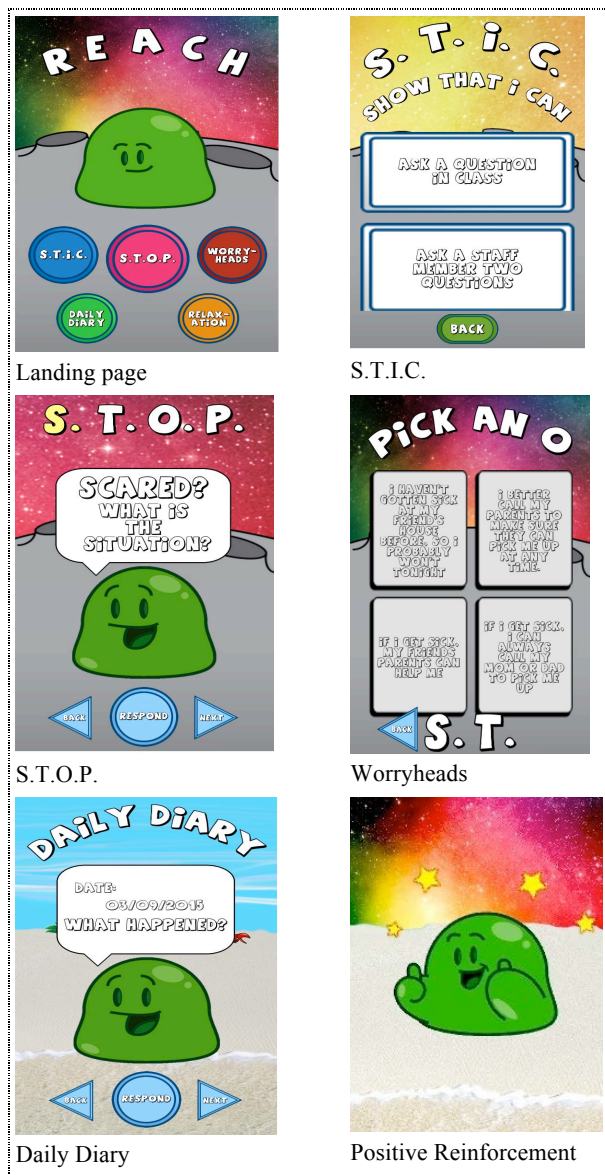 REACH
S.T.i.C.
S.T.O.P.
WORRY-
HEADS
DAiLY
DiARY
RELAX-
ATiON
Landing page
S.T.i.C.
SHOW THAT i CAN
ASK A QUESTiON
iN CLASS
ASK A STAFF
MEMBER TWO
QUESTiONS
BACK
S.T.I.C.
S.T.O.P.
SCARED?
WHAT iS
THE
SiTUATiON?
BACK
RESPOND
NEXT
S.T.O.P.
PiCK AN O
i HAVEN'T
GOTTEN SiCK
AT MY
FRiEND'S
HOUSE
BEFORE. SO i
PROBABLY
WON'T
TONiGHT
i BETTER
CALL MY
PARENTS TO
MAKE SURE
THEY CAN
PiCK ME UP
AT ANY
TiME.
iF i GET SiCK.
MY FRiENDS
PARENTS CAN
HELP ME
iF i GET SiCK.
i CAN
ALWAYS
CALL MY
MOM OR DAD
TO PiCK ME
UP
BACK
S.T.
Worryheads
DAiLY DiARY
DATE:
03/09/2015
WHAT HAPPENED?
BACK
RESPOND
NEXT
Daily Diary
Positive Reinforcement